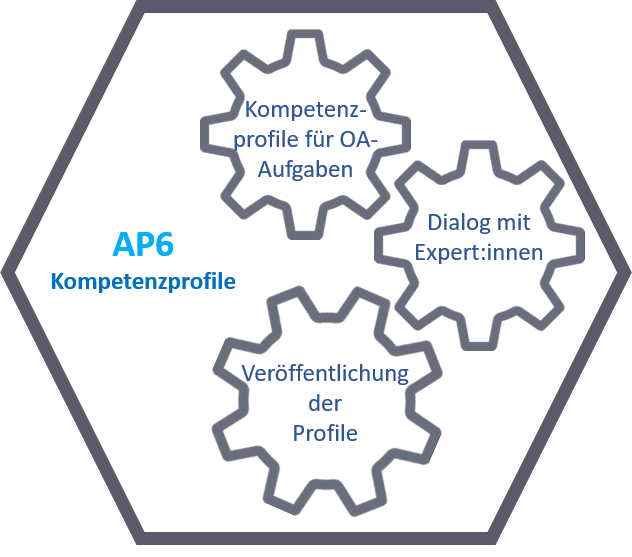 AP6
Kompetenzprofile
Kompetenz-
profile für OA-
Aufgaben
Dialog mit
Expert:innen
Veröffentlichung
der
Profile